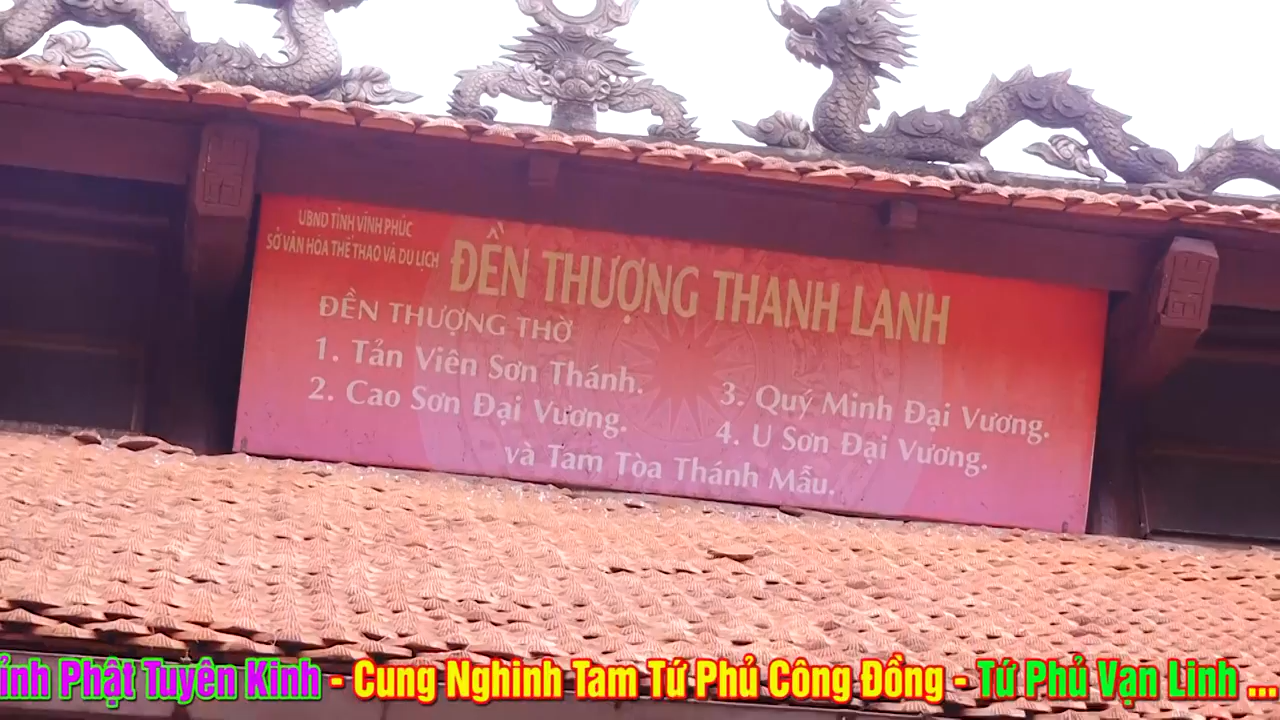 UBND TỈNH VĨNH PHÚC
SỞ VĂN HÓA THỂ THAO VÀ DU LỊCH
ĐỀN THƯỢNG THANH LANH
ĐỀN THƯỢNG THỜ
1. Tản Viên Sơn Thánh.
2. Cao Sơn Đại Vương.
3. Quý Minh Đại Vương.
4. U Sơn Đại Vương.
và Tam Tòa Thánh Mẫu.
Phật Tuyên Kinh - Cung Nghinh Tam Tứ Phủ Công Đồng - Tứ Phủ Vạn Linh ...